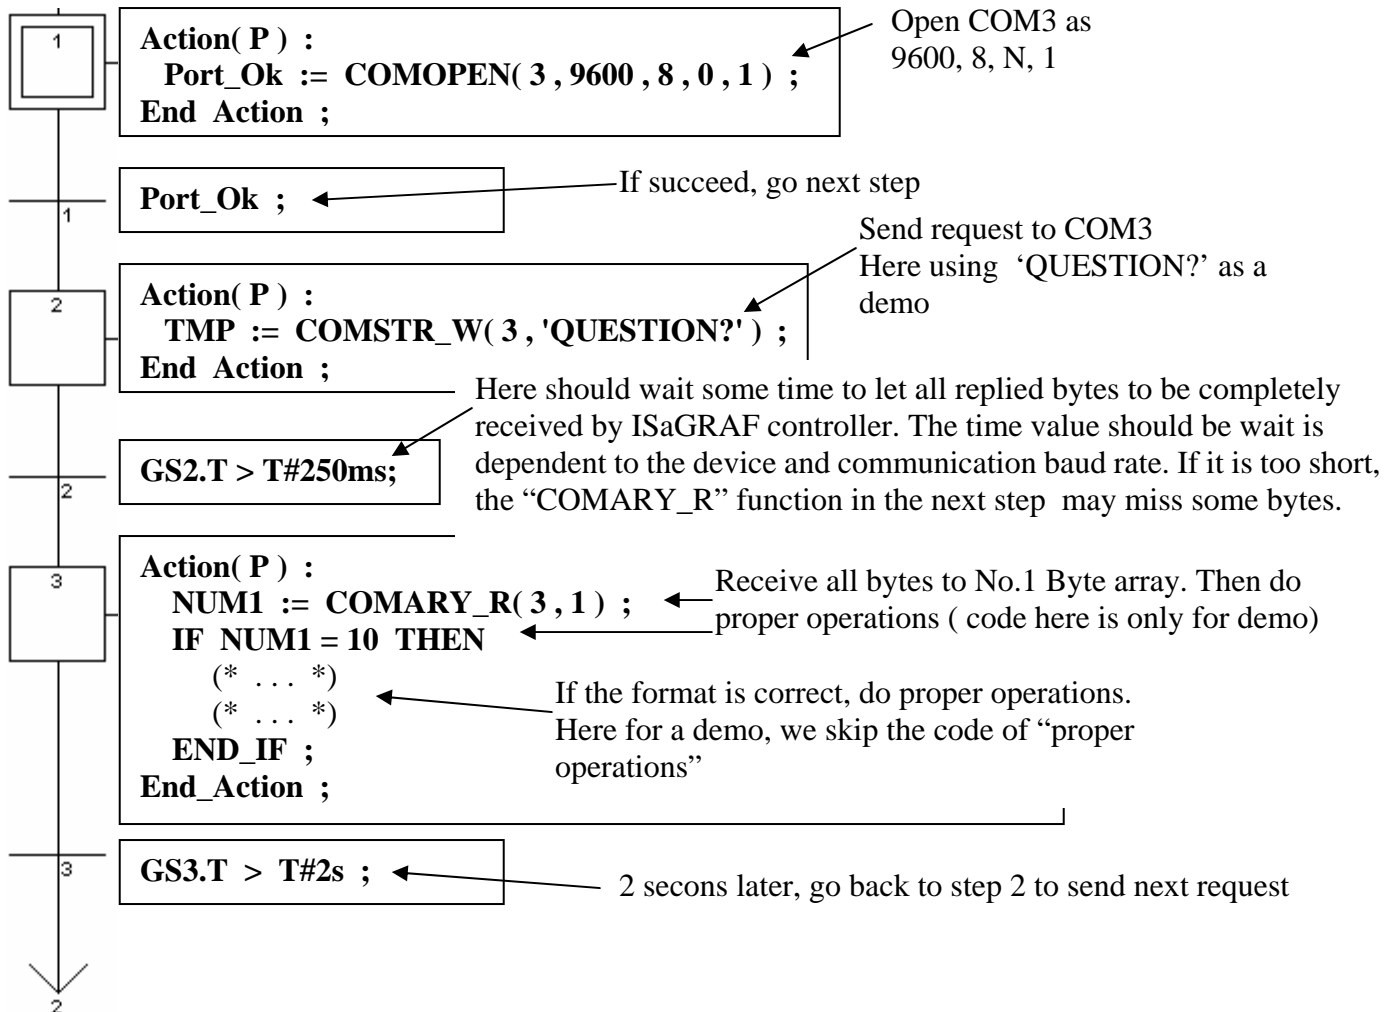 1
Action( P ) :
Port_Ok := COMOPEN( 3 , 9600 , 8 , 0 , 1 ) ;
End Action ;
Open COM3 as
9600, 8, N, 1
Port_Ok ;
1
If succeed, go next step
Send request to COM3
Here using ‘QUESTION?’ as a
demo
2
Action( P ) :
TMP := COMSTR_W( 3 , 'QUESTION?' ) ;
End Action ;
Here should wait some time to let all replied bytes to be completely
received by ISaGRAF controller. The time value should be wait is
dependent to the device and communication baud rate. If it is too short,
the “COMARY_R” function in the next step may miss some bytes.
GS2.T > T#250ms;
2
3
Action( P ) :
NUM1 := COMARY_R( 3 , 1 ) ;
IF NUM1 = 10 THEN
(* . . . *)
(* . . . *)
END_IF ;
End_Action ;
Receive all bytes to No.1 Byte array. Then do
proper operations ( code here is only for demo)
If the format is correct, do proper operations.
Here for a demo, we skip the code of “proper
operations”
GS3.T > T#2s ;
3
2 secons later, go back to step 2 to send next request
2